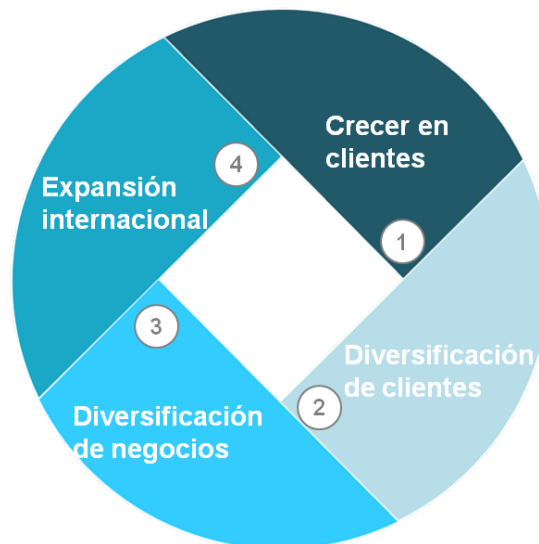 Crecer en
clientes
1
Diversificación
de clientes
2
Diversificación
de negocios
3
Expansión
internacional
4